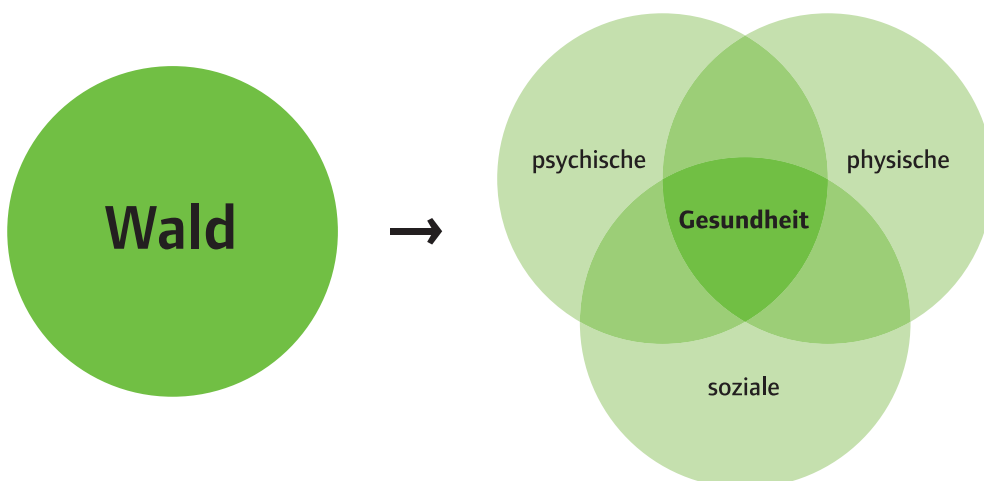 Wald
→
psychische
physische
Gesundheit
soziale